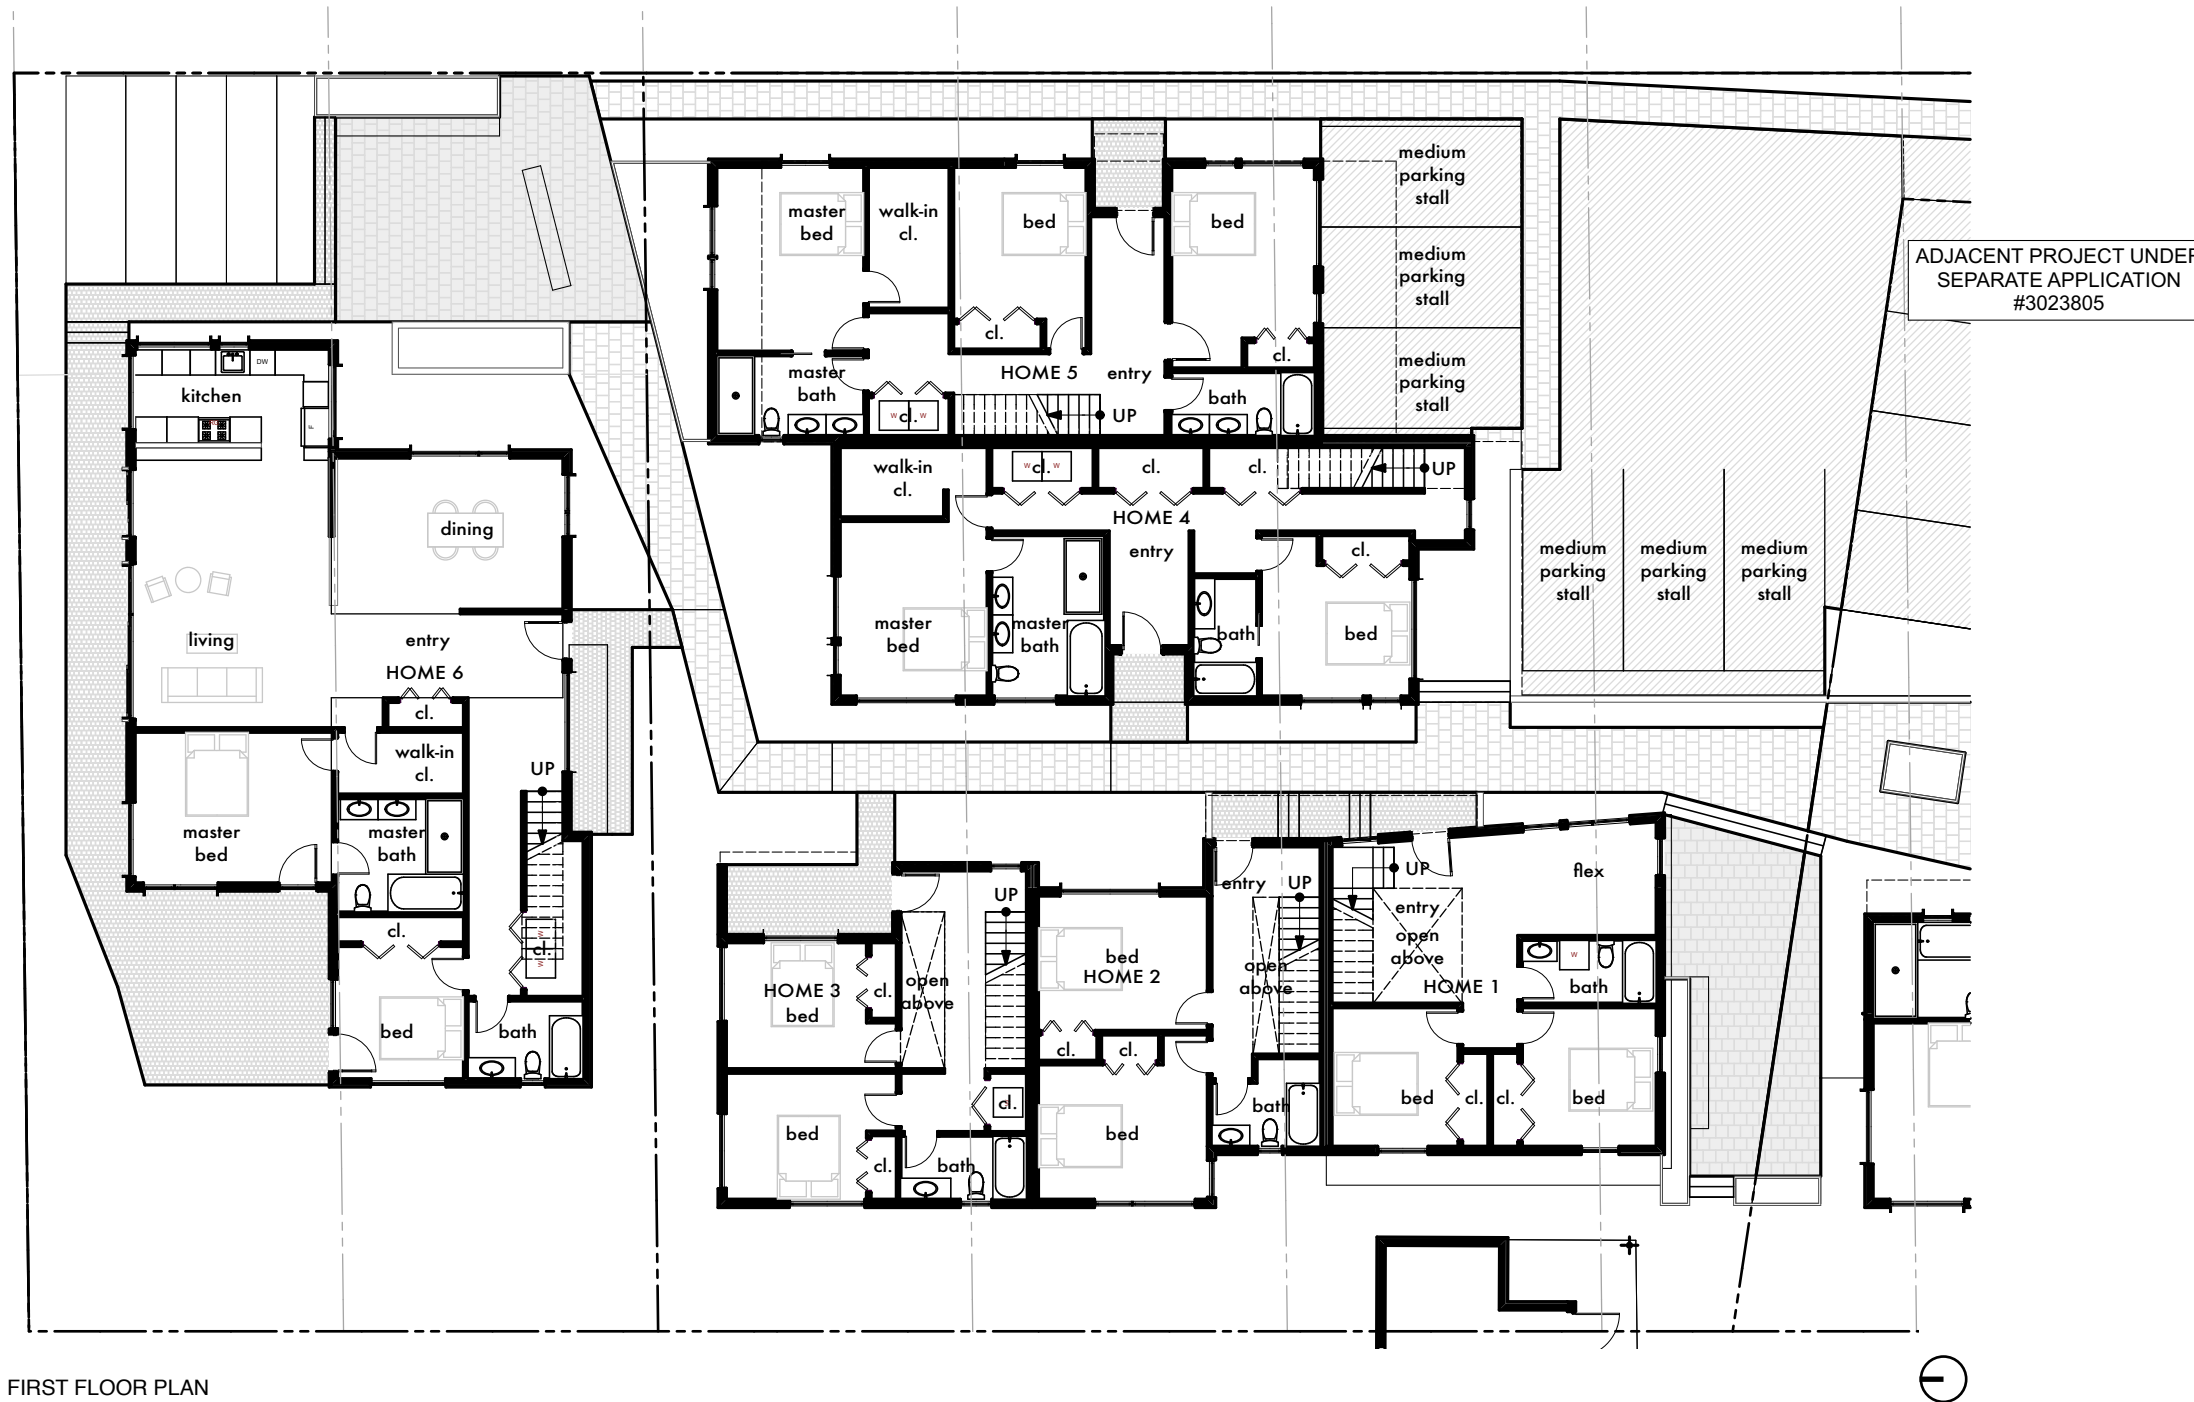 medium
parking
stall
master
bed
walk-in
cl.
bed
bed
medium
parking
stall
ADJACENT PROJECT UNDER
SEPARATE APPLICATION
#3023805
cl.
cl.
medium
parking
stall
master
bath
HOME 5
entry
bath
cl.
w
w
UP
DW
kitchen
F
walk-in
cl.
w
cl.
w
cl.
cl.
UP
HOME 4
entry
dining
cl.
medium
parking
stall
medium
parking
stall
medium
parking
stall
living
entry
HOME 6
master
bed
master
bath
bath
bed
cl.
walk-in
cl.
UP
master
bed
master
bath
cl.
w
cl.
w
bed
bath
UP
HOME 3
bed
cl.
open
above
bed
HOME 2
entry
UP
open
above
UP
flex
entry
open
above
HOME 1
w
bath
cl.
cl.
bed
cl.
cl.
bath
bed
bath
bed
cl.
cl.
bed
FIRST FLOOR PLAN